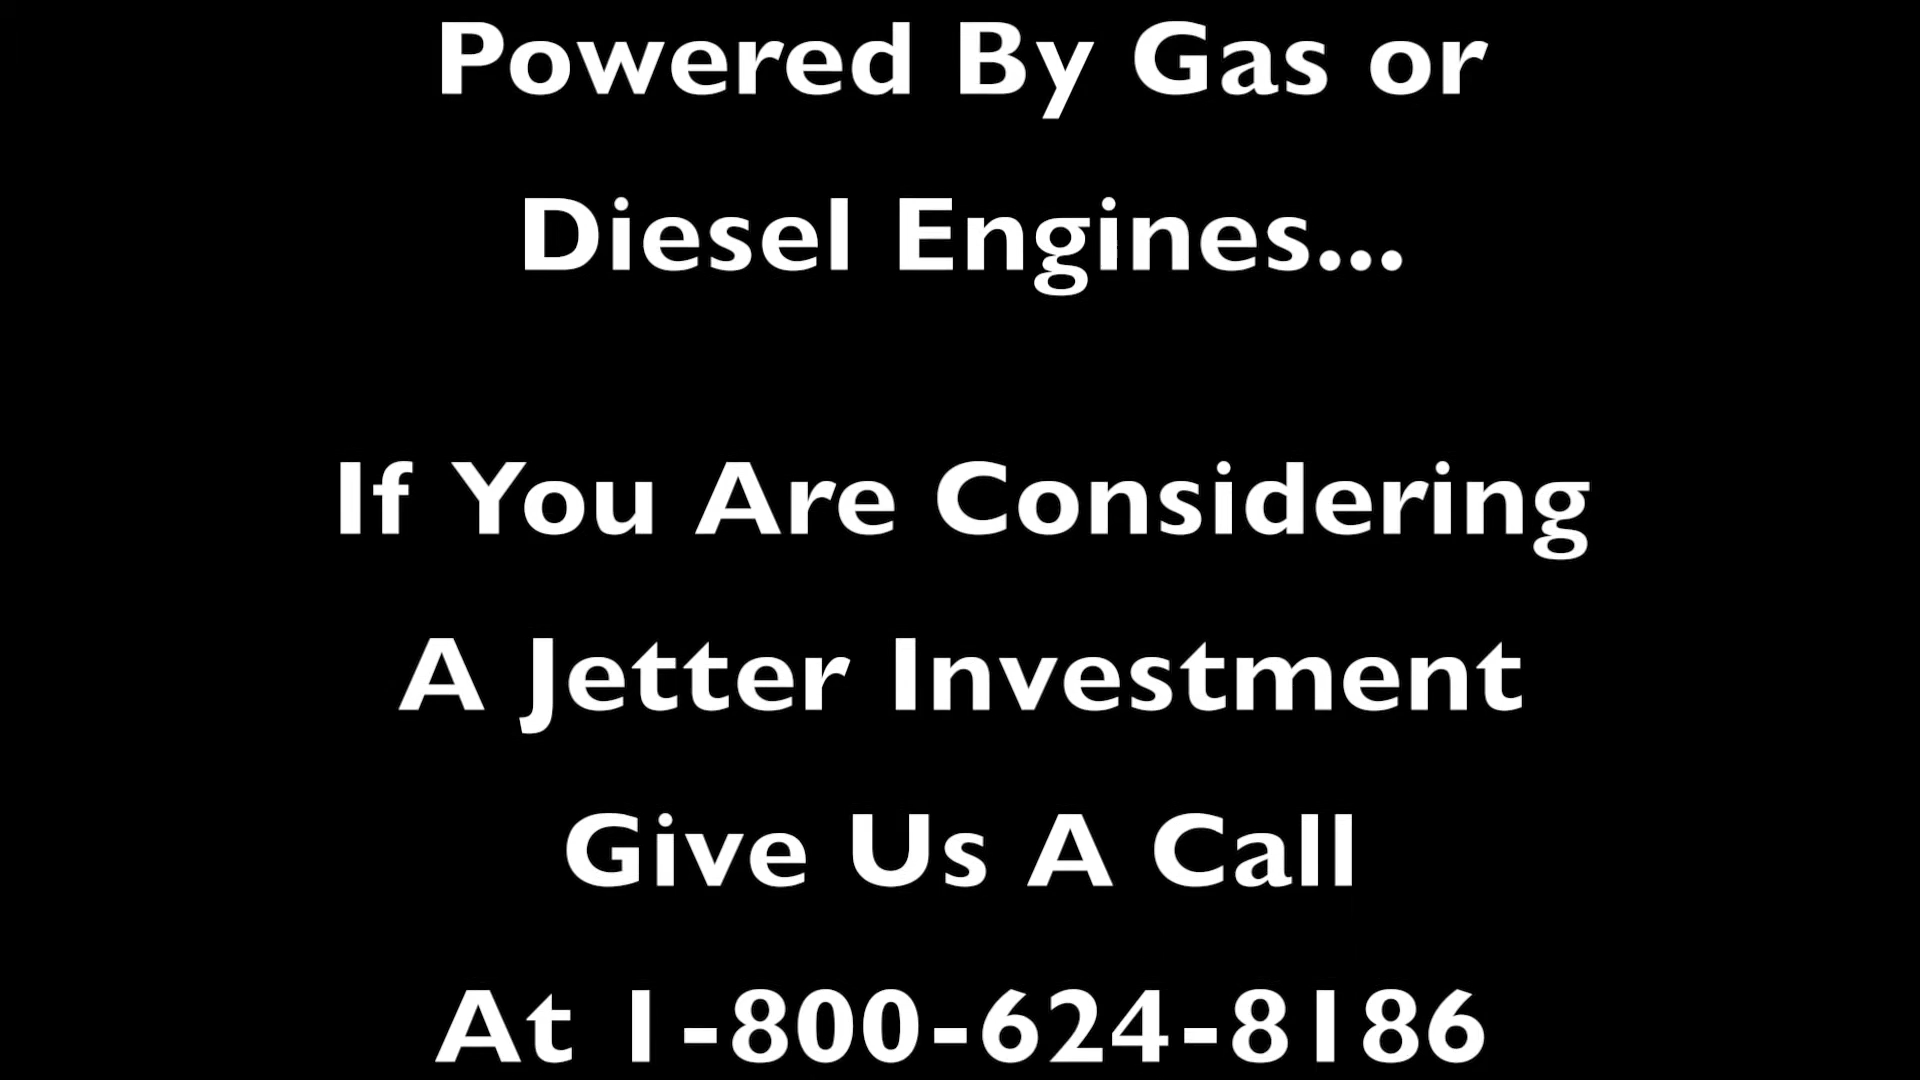 Powered By Gas or
Diesel Engines...
If You Are Considering
A Jetter Investment
Give Us A Call
At 1-800-624-8186